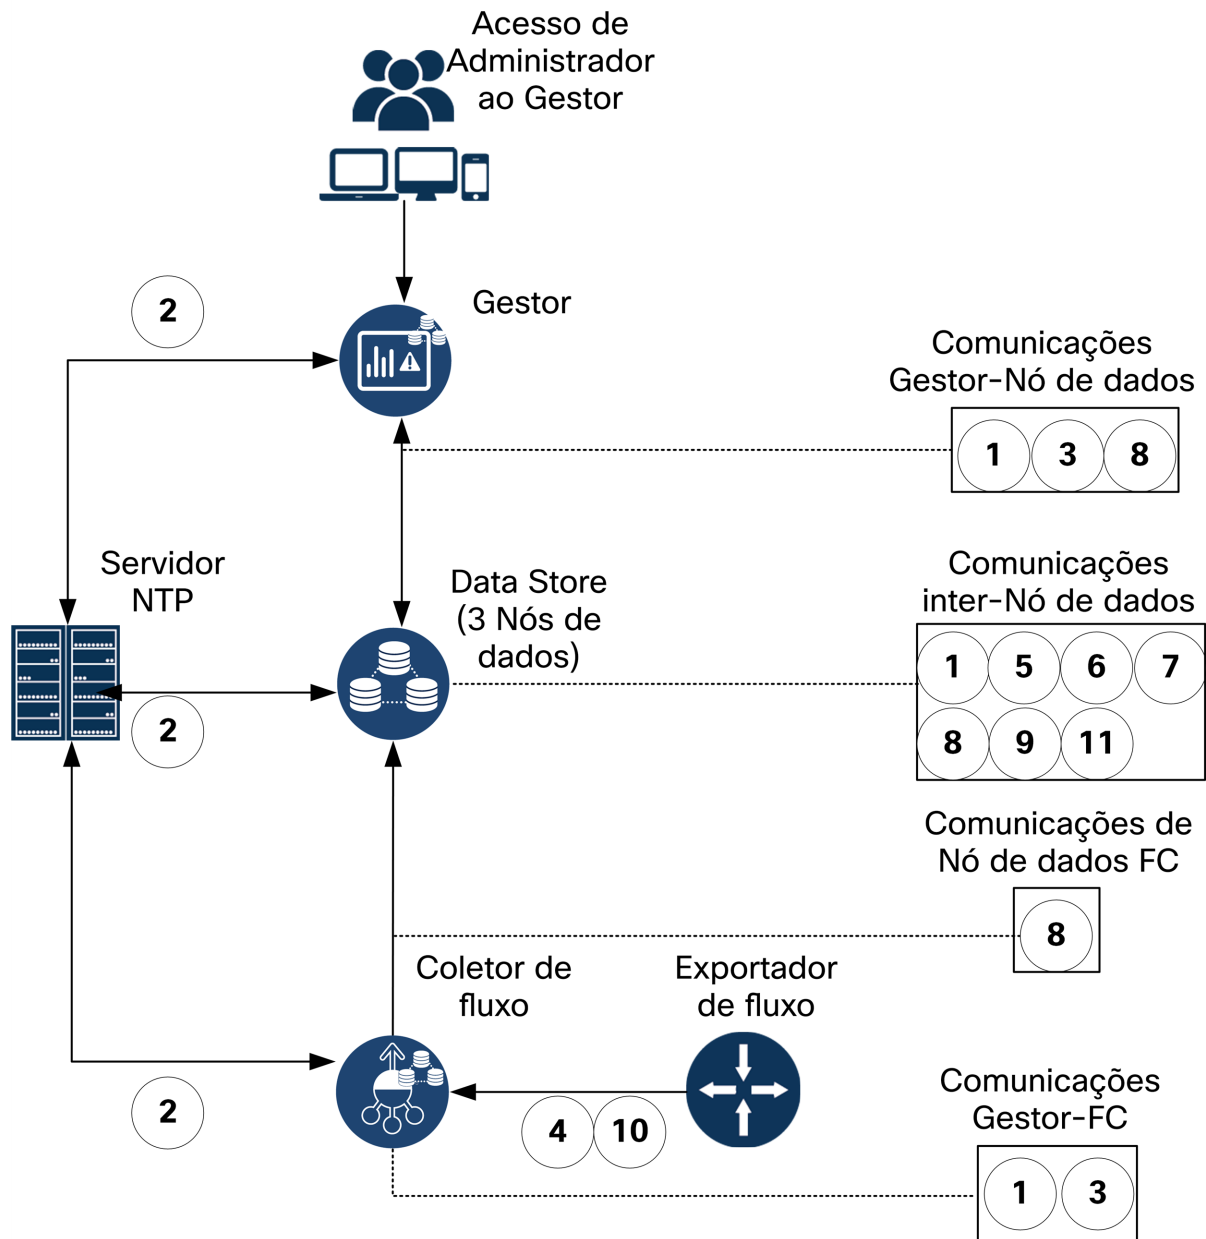 Acesso de
Administrador
ao Gestor
2
Gestor
Comunicações
Gestor-Nó de dados
1 3 8
Servidor
NTP
Data Store
(3 Nós de
dados)
Comunicações
inter-Nó de dados
1 5 6 7
8 9 11
2
Comunicações de
Nó de dados FC
8
Coletor de
fluxo
Exportador
de fluxo
2
4 10
Comunicações
Gestor-FC
1 3